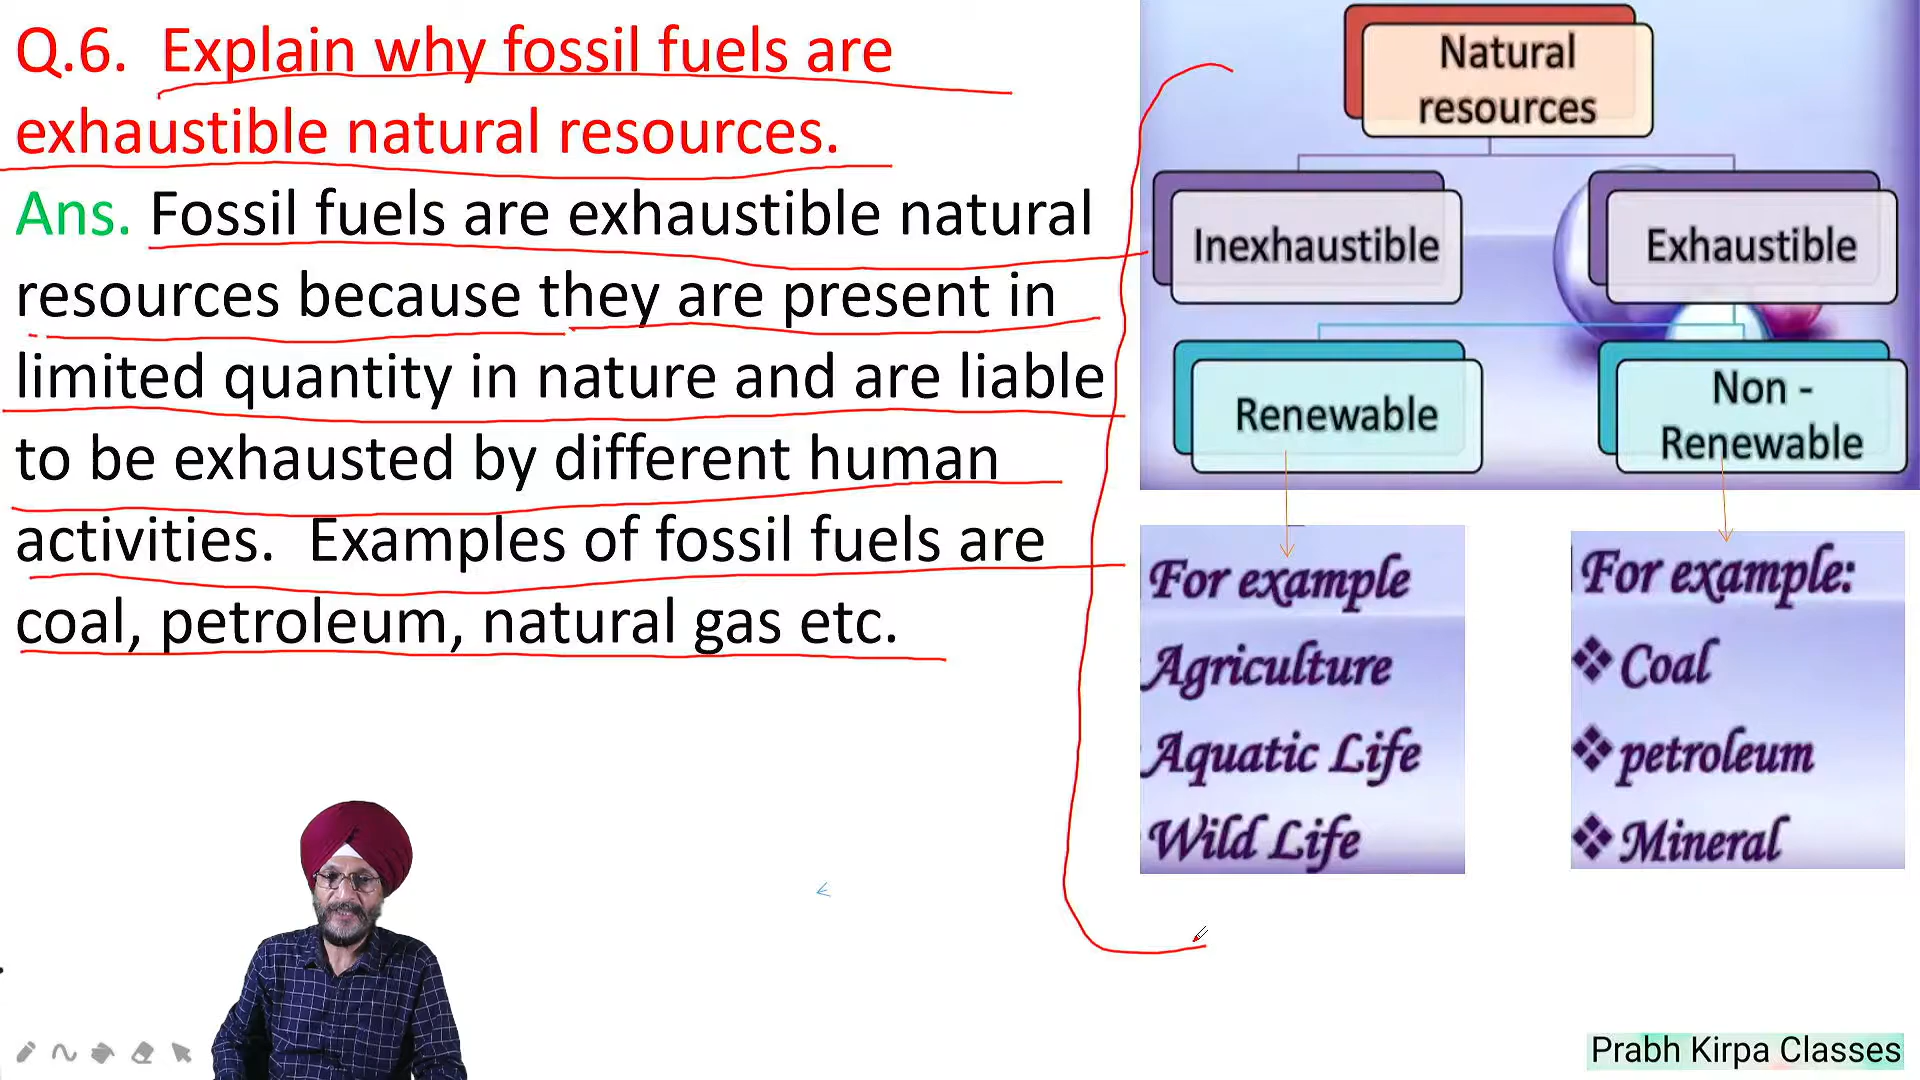 Q.6.  Explain why fossil fuels are
exhaustible natural resources.
Ans. Fossil fuels are exhaustible natural
resources because they are present in
limited quantity in nature and are liable
to be exhausted by different human
activities.  Examples of fossil fuels are
coal, petroleum, natural gas etc.
Natural
resources
Inexhaustible
Exhaustible
Renewable
Non -
Renewable
For example
Agriculture
Aquatic Life
Wild Life
For example:
❖ Coal
❖ petroleum
❖ Mineral
Prabh Kirpa Classes